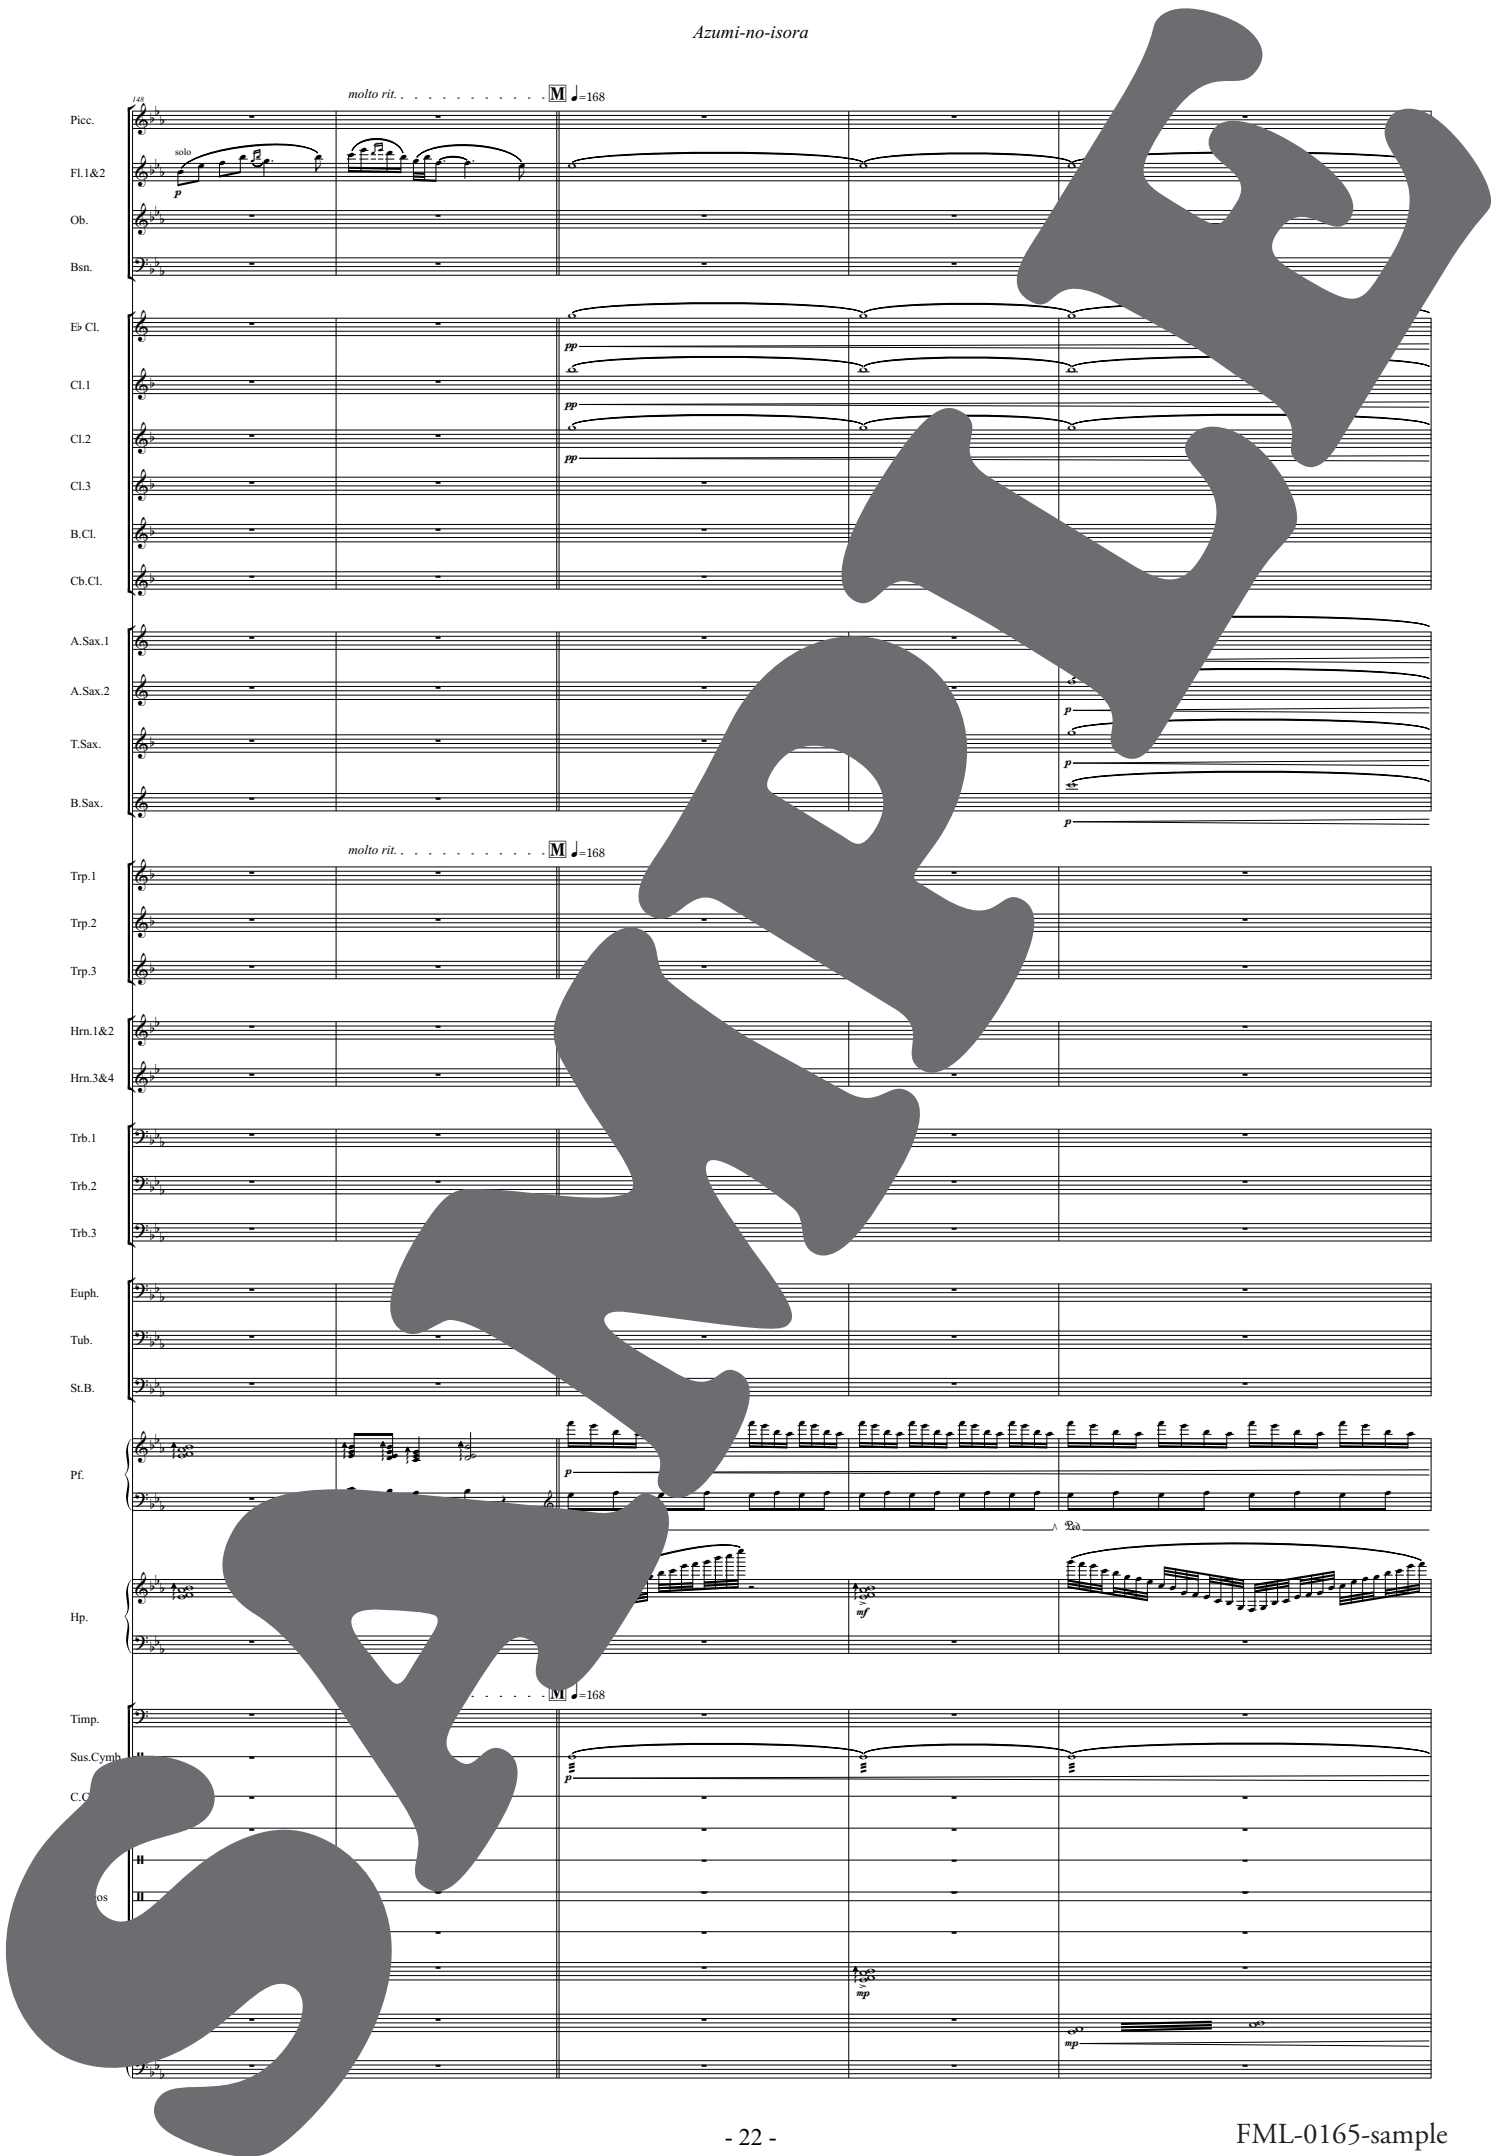 Azumi-no-isora
148
molto rit. . . . . . . . . . . . M ♩=168
Picc.
solo
Fl.1&2
p
Ob.
Bsn.
E♭ Cl.
pp
Cl.1
pp
Cl.2
pp
Cl.3
B.Cl.
Cb.Cl.
A.Sax.1
A.Sax.2
p
T.Sax.
p
B.Sax.
p
molto rit. . . . . . . . . . . . M ♩=168
Trp.1
Trp.2
Trp.3
Hrn.1&2
Hrn.3&4
Trb.1
Trb.2
Trb.3
Euph.
Tub.
St.B.
Pf.
p
Ped.
Hp.
mf
M ♩=168
Timp.
Sus.Cymb
p
C.C
os
mp
mp
SAMPLE
- 22 -
FML-0165-sample